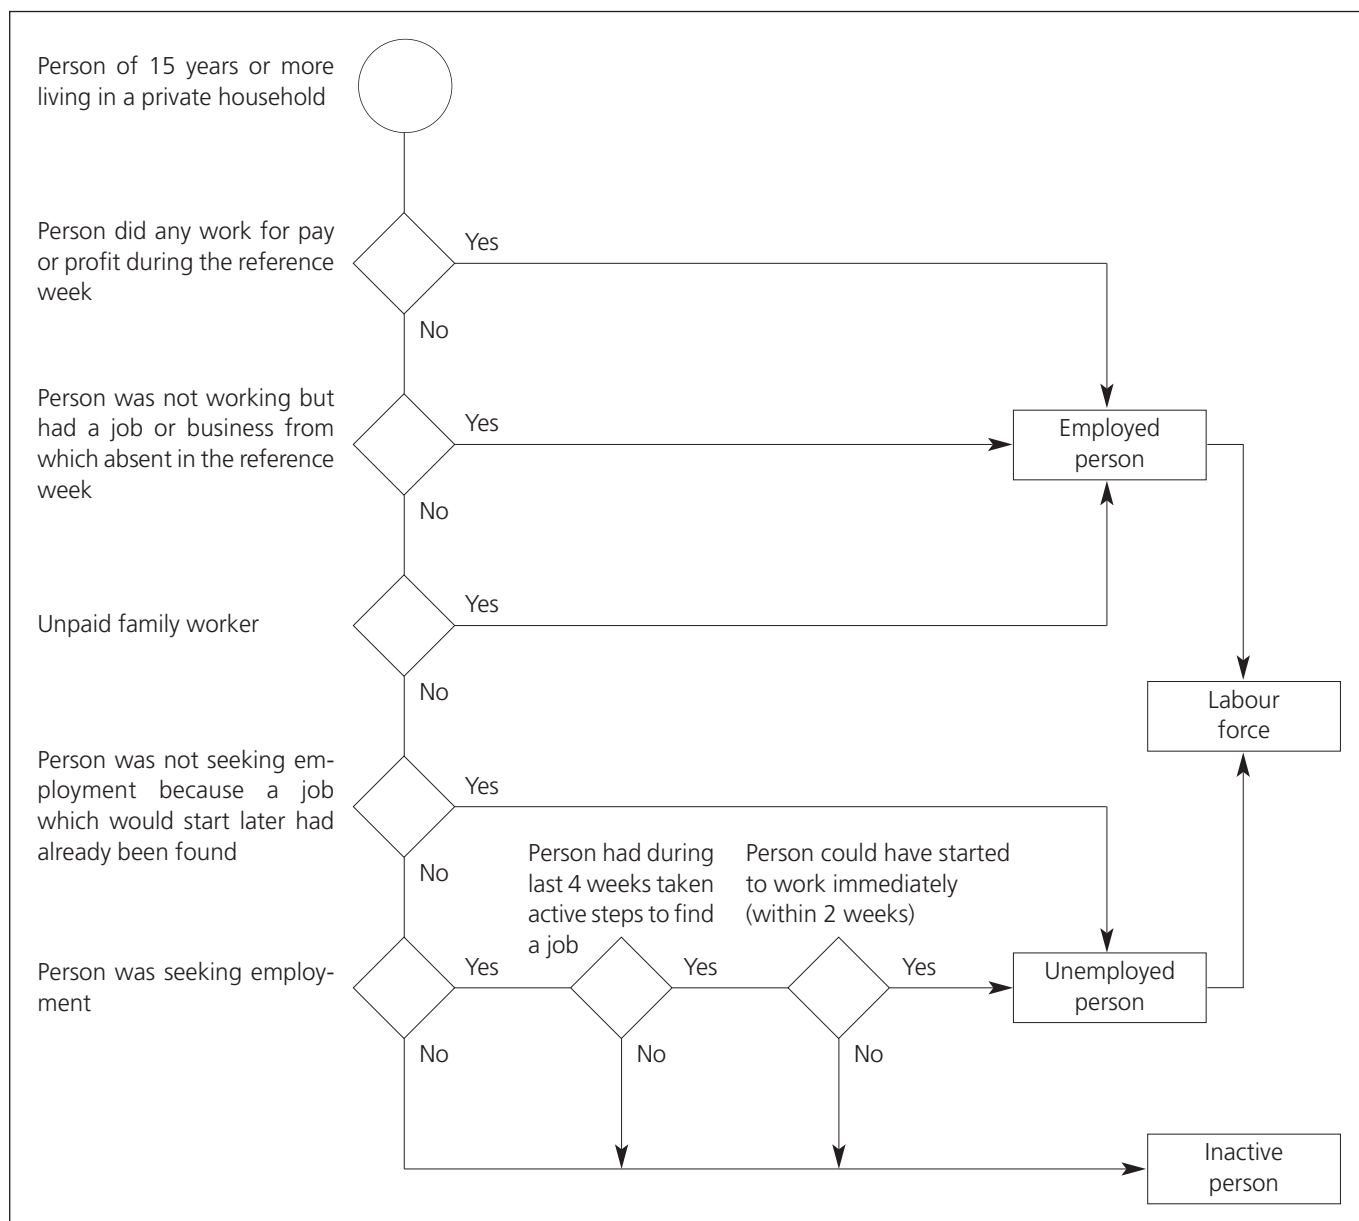 Person of 15 years or more
living in a private household
Person did any work for pay
or profit during the reference
week
Yes
No
Person was not working but
had a job or business from
which absent in the reference
week
Yes
No
Employed
person
Unpaid family worker
Yes
No
Labour
force
Person was not seeking em-
ployment because a job
which would start later had
already been found
Yes
No
Person had during
last 4 weeks taken
active steps to find
a job
Person could have started
to work immediately
(within 2 weeks)
Person was seeking employ-
ment
Yes
No
Yes
No
Yes
No
Unemployed
person
Inactive
person